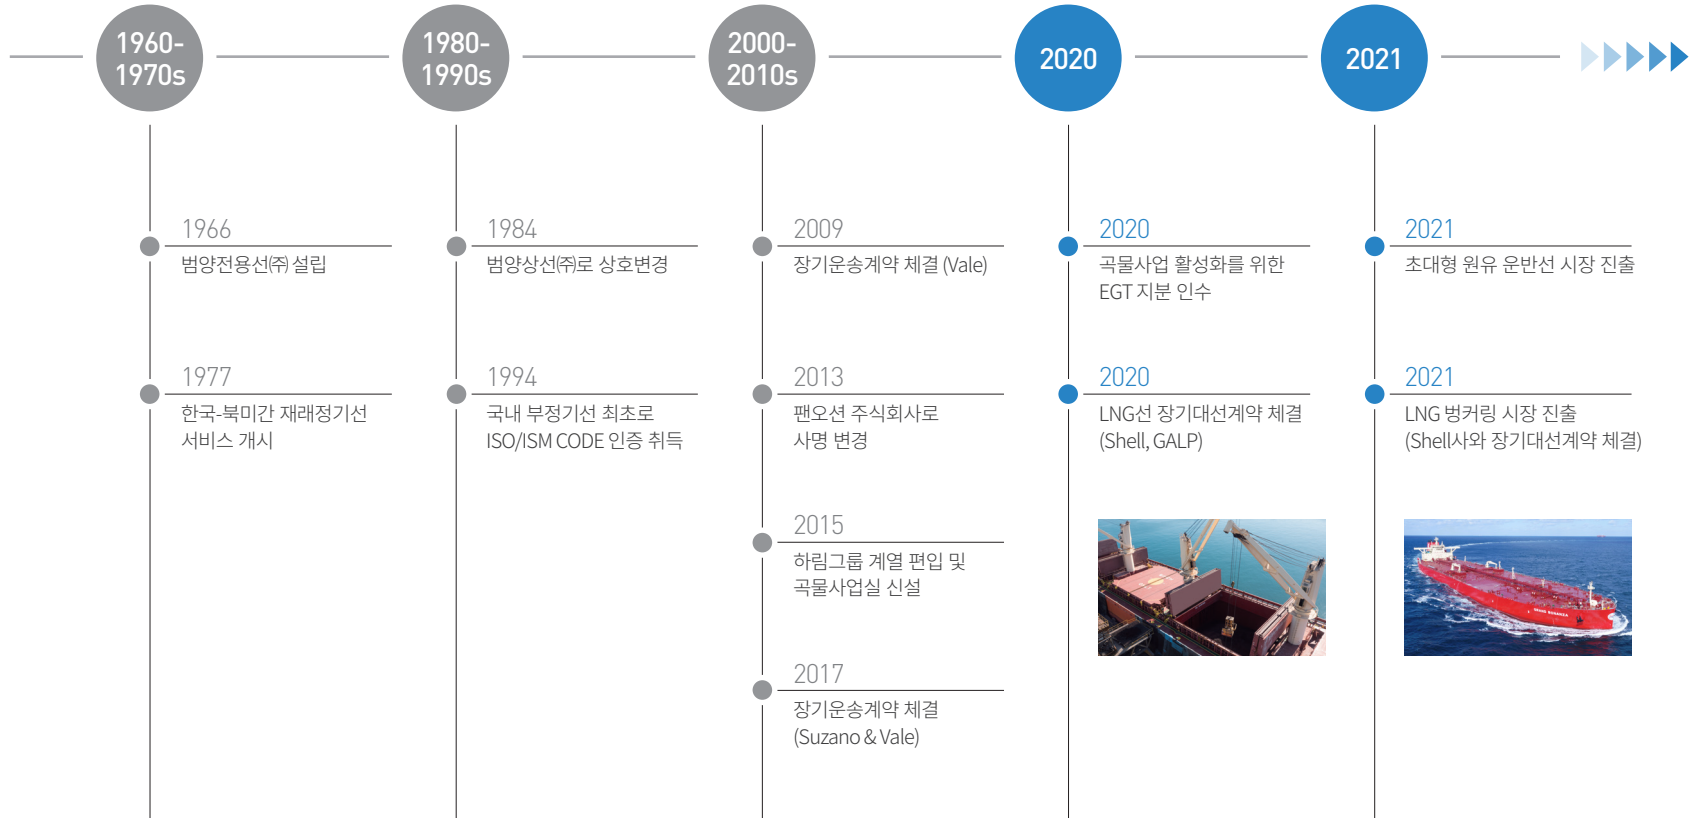 1960-
1970s
1980-
1990s
2000-
2010s
2020
2021
1966
범양전용선㈜ 설립
1977
한국-북미간 재래정기선
서비스 개시
1984
범양상선㈜로 상호변경
1994
국내 부정기선 최초로
ISO/ISM CODE 인증 취득
2009
장기운송계약 체결 (Vale)
2013
팬오션 주식회사로
사명 변경
2015
하림그룹 계열 편입 및
곡물사업실 신설
2017
장기운송계약 체결
(Suzano & Vale)
2020
곡물사업 활성화를 위한
EGT 지분 인수
2020
LNG선 장기대선계약 체결
(Shell, GALP)
2021
초대형 원유 운반선 시장 진출
2021
LNG 벙커링 시장 진출
(Shell사와 장기대선계약 체결)